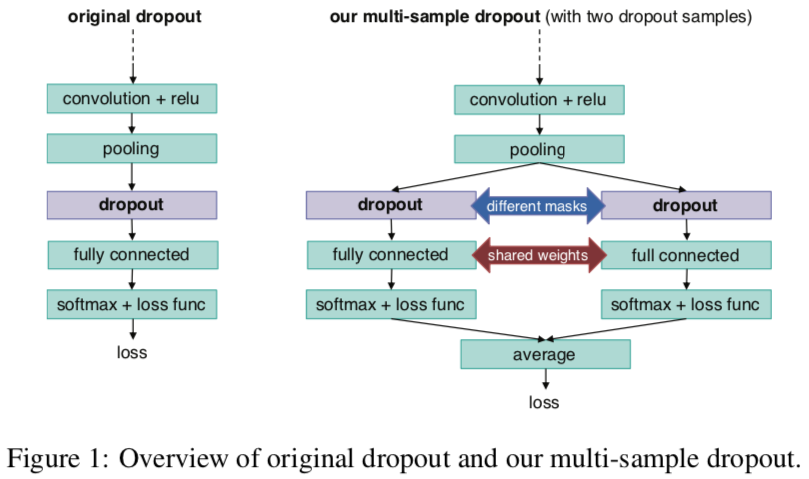 original dropout
convolution + relu
pooling
dropout
fully connected
softmax + loss func
loss
our multi-sample dropout (with two dropout samples)
convolution + relu
pooling
dropout
different masks
dropout
fully connected
shared weights
full connected
softmax + loss func
softmax + loss func
average
loss
Figure 1: Overview of original dropout and our multi-sample dropout.